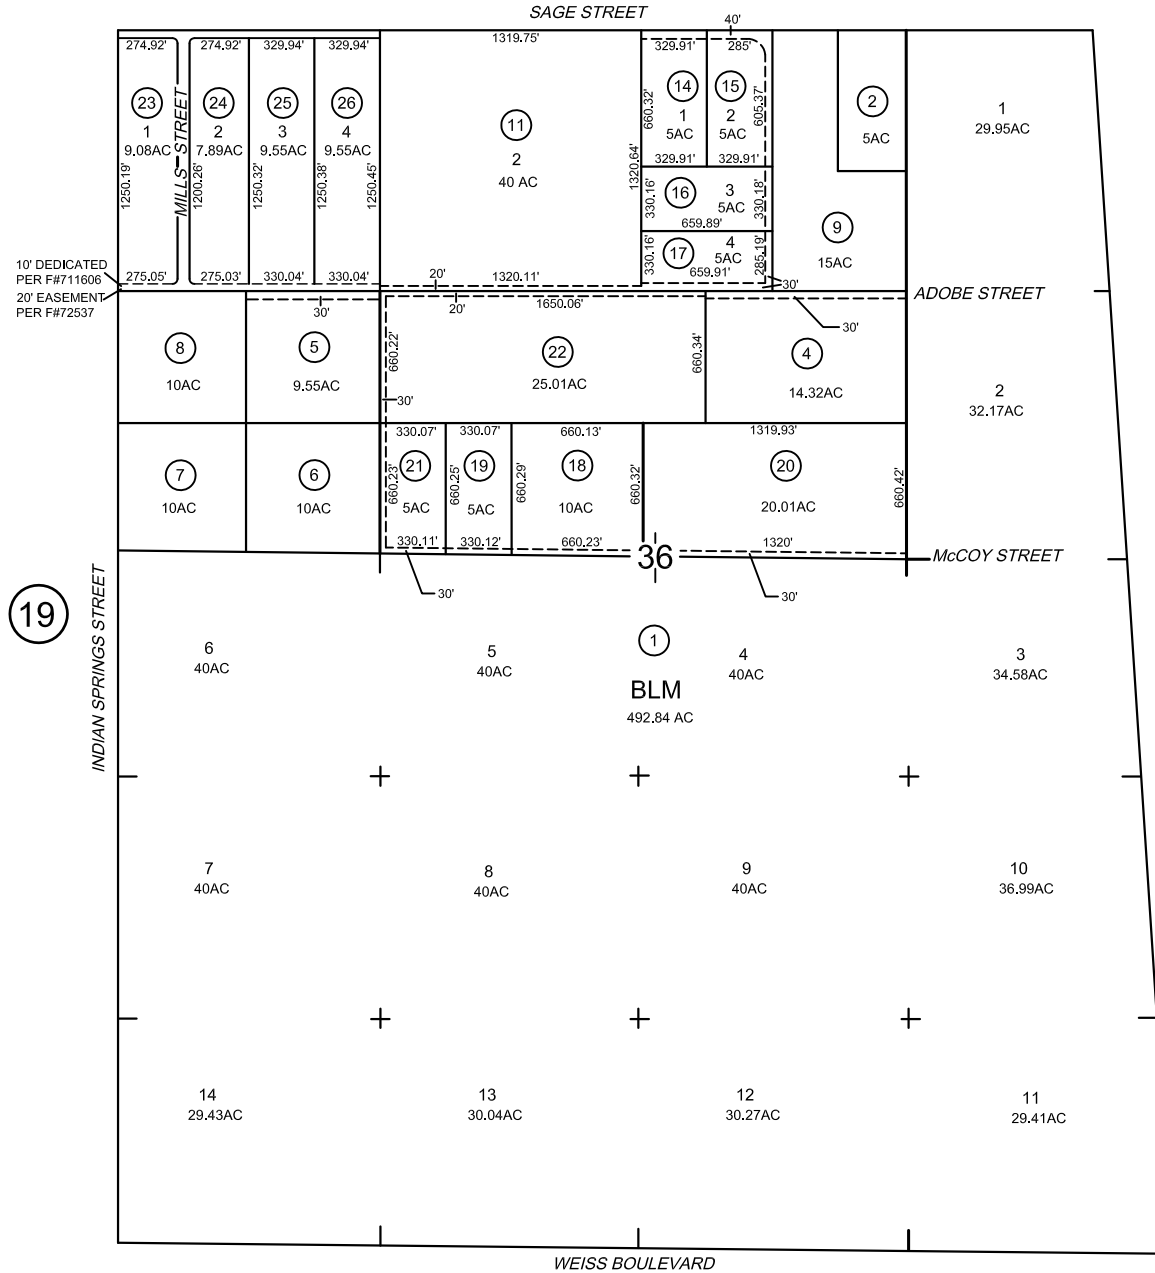 SAGE STREET
40'
274.92'
274.92'
329.94'
329.94'
1319.75'
329.91'
285'
23
24
25
26
11
14
15
2
1
2
3
4
2
1
2
1
9.08AC
7.89AC
9.55AC
9.55AC
40 AC
5AC
5AC
5AC
29.95AC
MILLS STREET
1250.19'
1200.26'
1250.32'
1250.38'
1250.45'
1320.64'
660.32'
605.37'
329.91'
329.91'
16
3
5AC
330.16'
330.18'
659.89'
17
4
5AC
330.16'
285.19'
659.91'
9
15AC
10' DEDICATED
PER F#711606
20' EASEMENT
PER F#72537
275.05'
275.03'
330.04'
330.04'
20'
1320.11'
30'
ADOBE STREET
30'
20'
1650.06'
30'
8
10AC
5
9.55AC
660.22'
22
25.01AC
660.34'
4
14.32AC
2
32.17AC
30'
330.07'
330.07'
660.13'
1319.93'
7
10AC
6
10AC
21
5AC
19
5AC
18
10AC
20
20.01AC
660.23'
660.25'
660.29'
660.32'
660.42'
330.11'
330.12'
660.23'
1320'
36
McCOY STREET
30'
30'
19
INDIAN SPRINGS STREET
6
40AC
5
40AC
1
BLM
492.84 AC
4
40AC
3
34.58AC
7
40AC
8
40AC
9
40AC
10
36.99AC
14
29.43AC
13
30.04AC
12
30.27AC
11
29.41AC
WEISS BOULEVARD